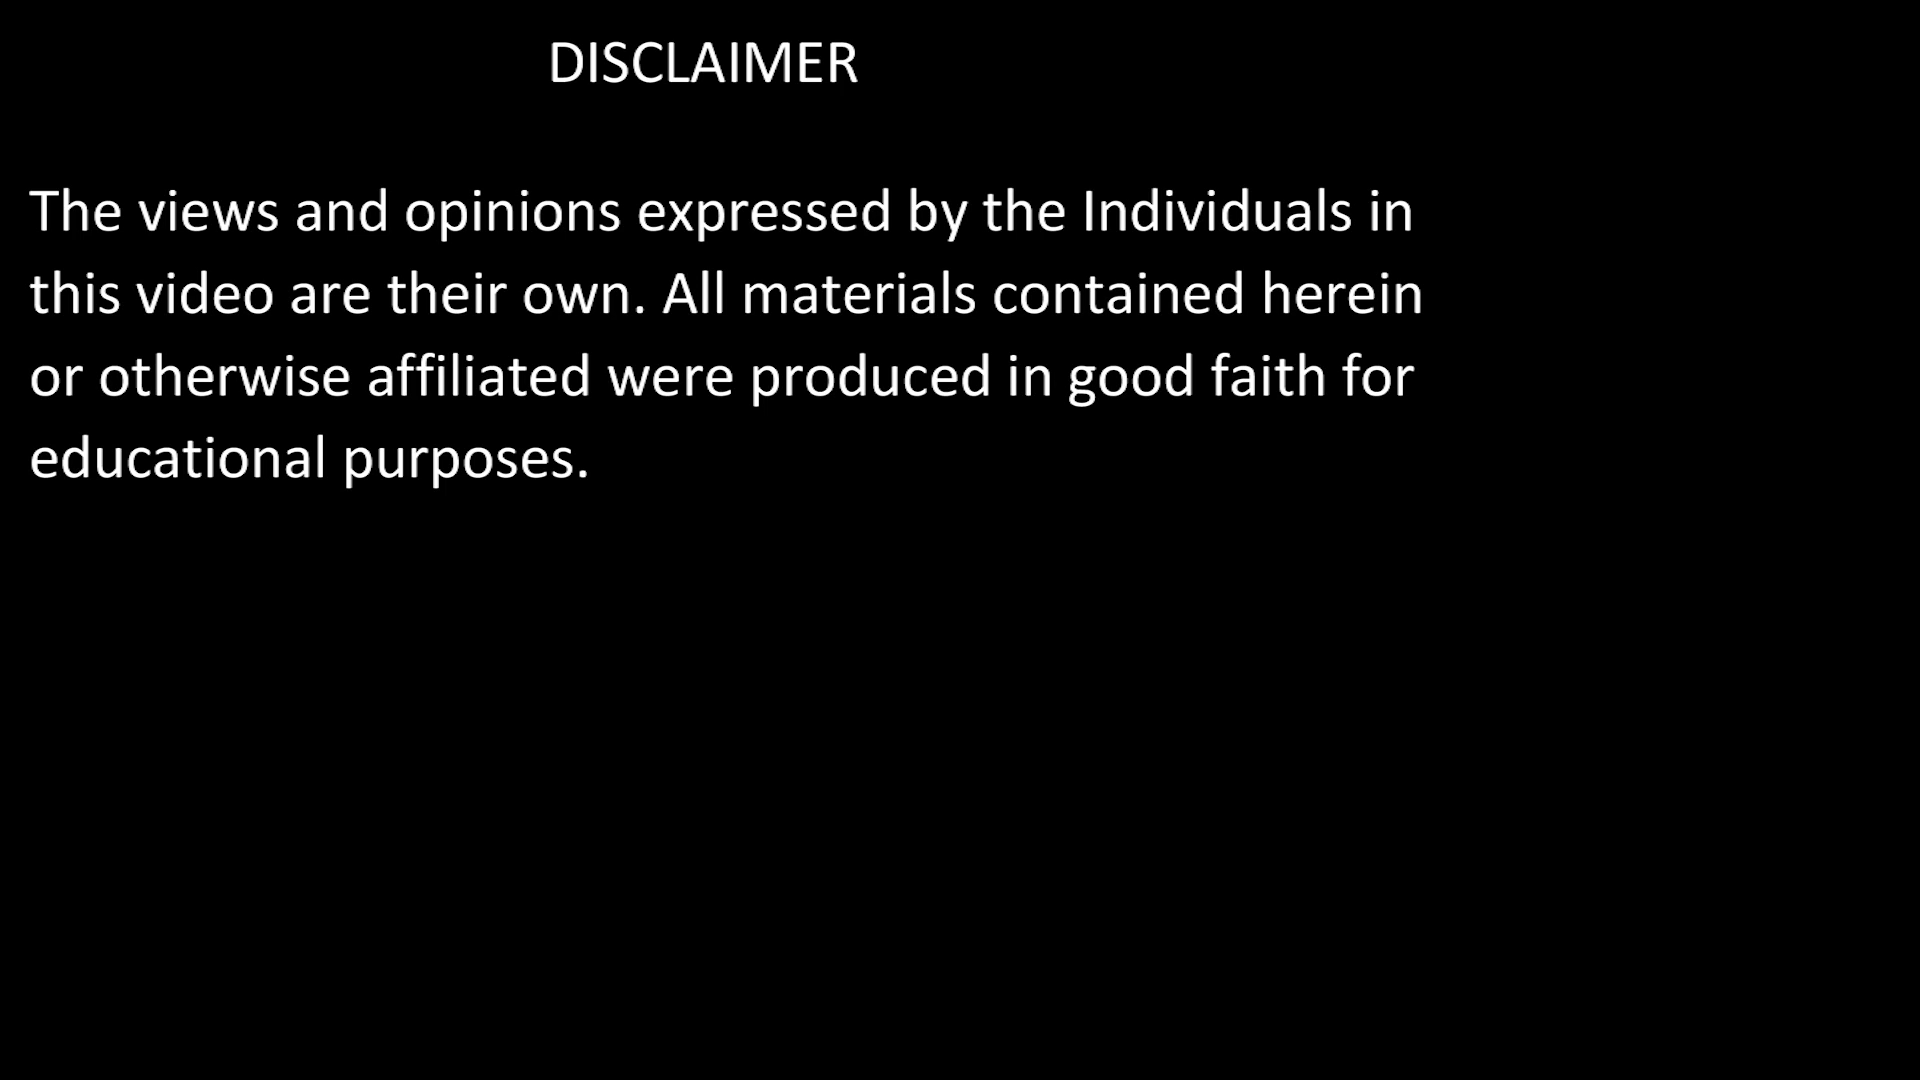 DISCLAIMER
The views and opinions expressed by the Individuals in
this video are their own. All materials contained herein
or otherwise affiliated were produced in good faith for
educational purposes.